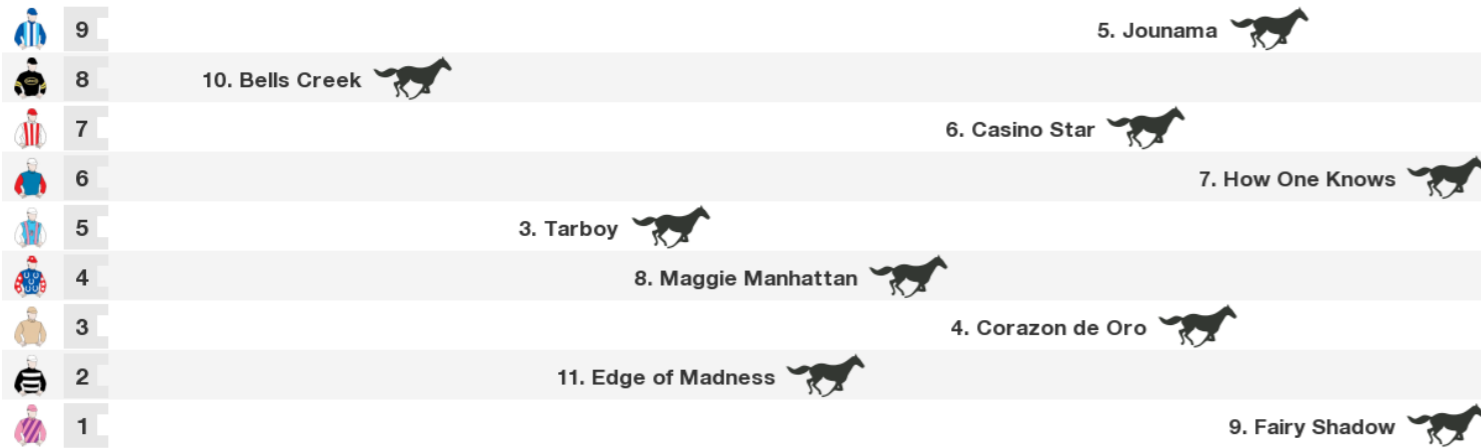 9 5. Jounama
8 10. Bells Creek
7 6. Casino Star
6 7. How One Knows
5 3. Tarboy
4 8. Maggie Manhattan
3 4. Corazon de Oro
2 11. Edge of Madness
1 9. Fairy Shadow